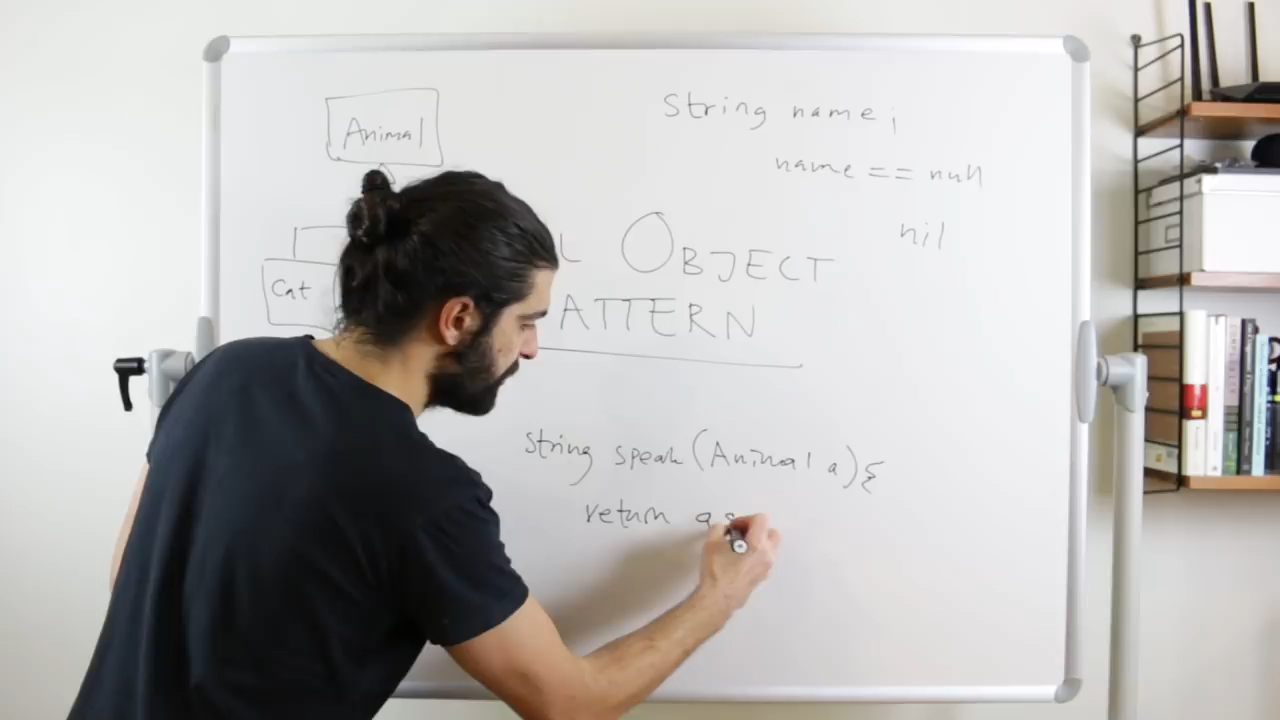 Animal
String name;
name == null
nil
Cat
L OBJECT
ATTERN
String speak(Animal a){
return a.s